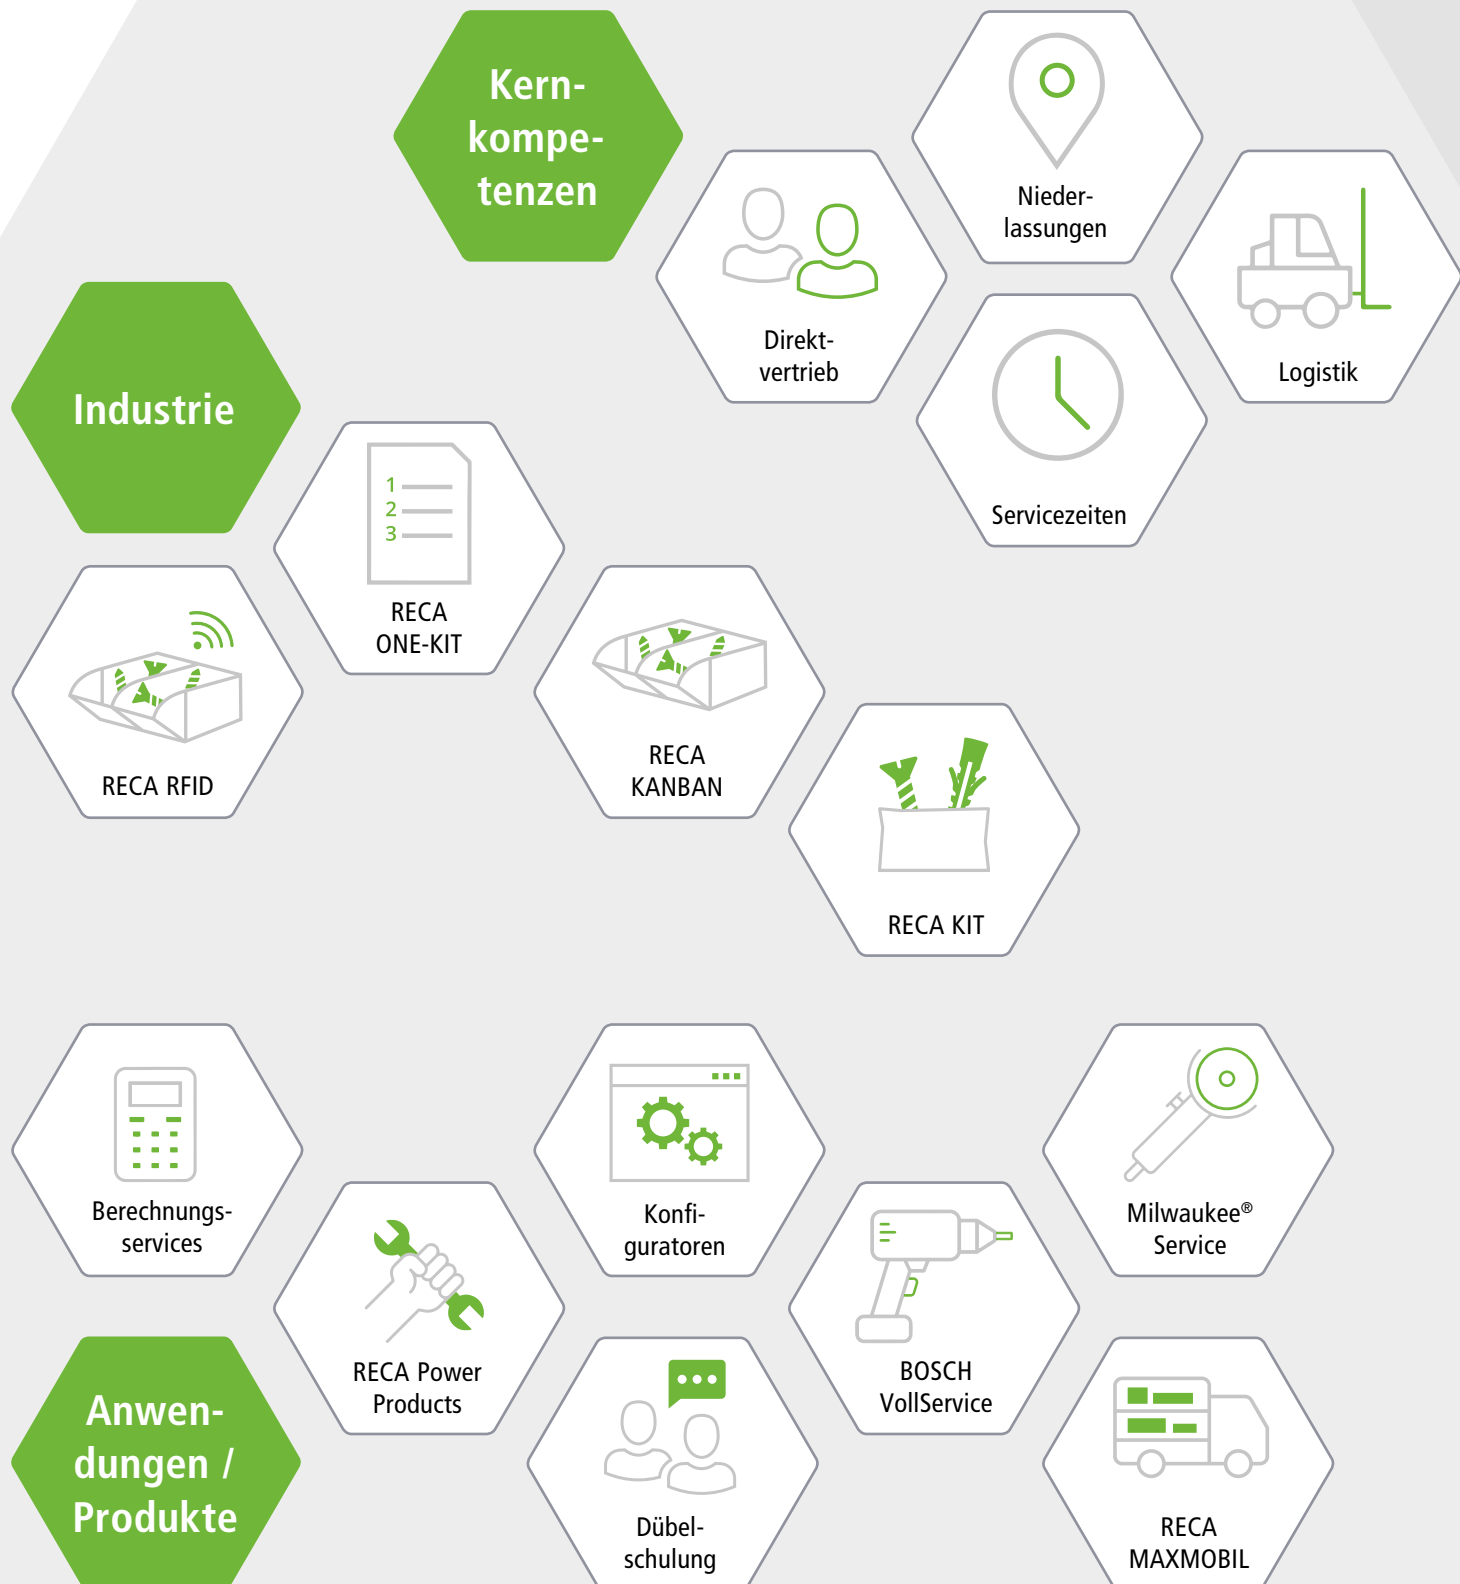 Kern-
kompe-
tenzen
Nieder-
lassungen
Direkt-
vertrieb
Logistik
Servicezeiten
Industrie
1
2
3
RECA
ONE-KIT
RECA RFID
RECA
KANBAN
RECA KIT
Berechnungs-
services
Konfi-
guratoren
Milwaukee®
Service
RECA Power
Products
BOSCH
VollService
Anwen-
dungen /
Produkte
Dübel-
schulung
RECA
MAXMOBIL